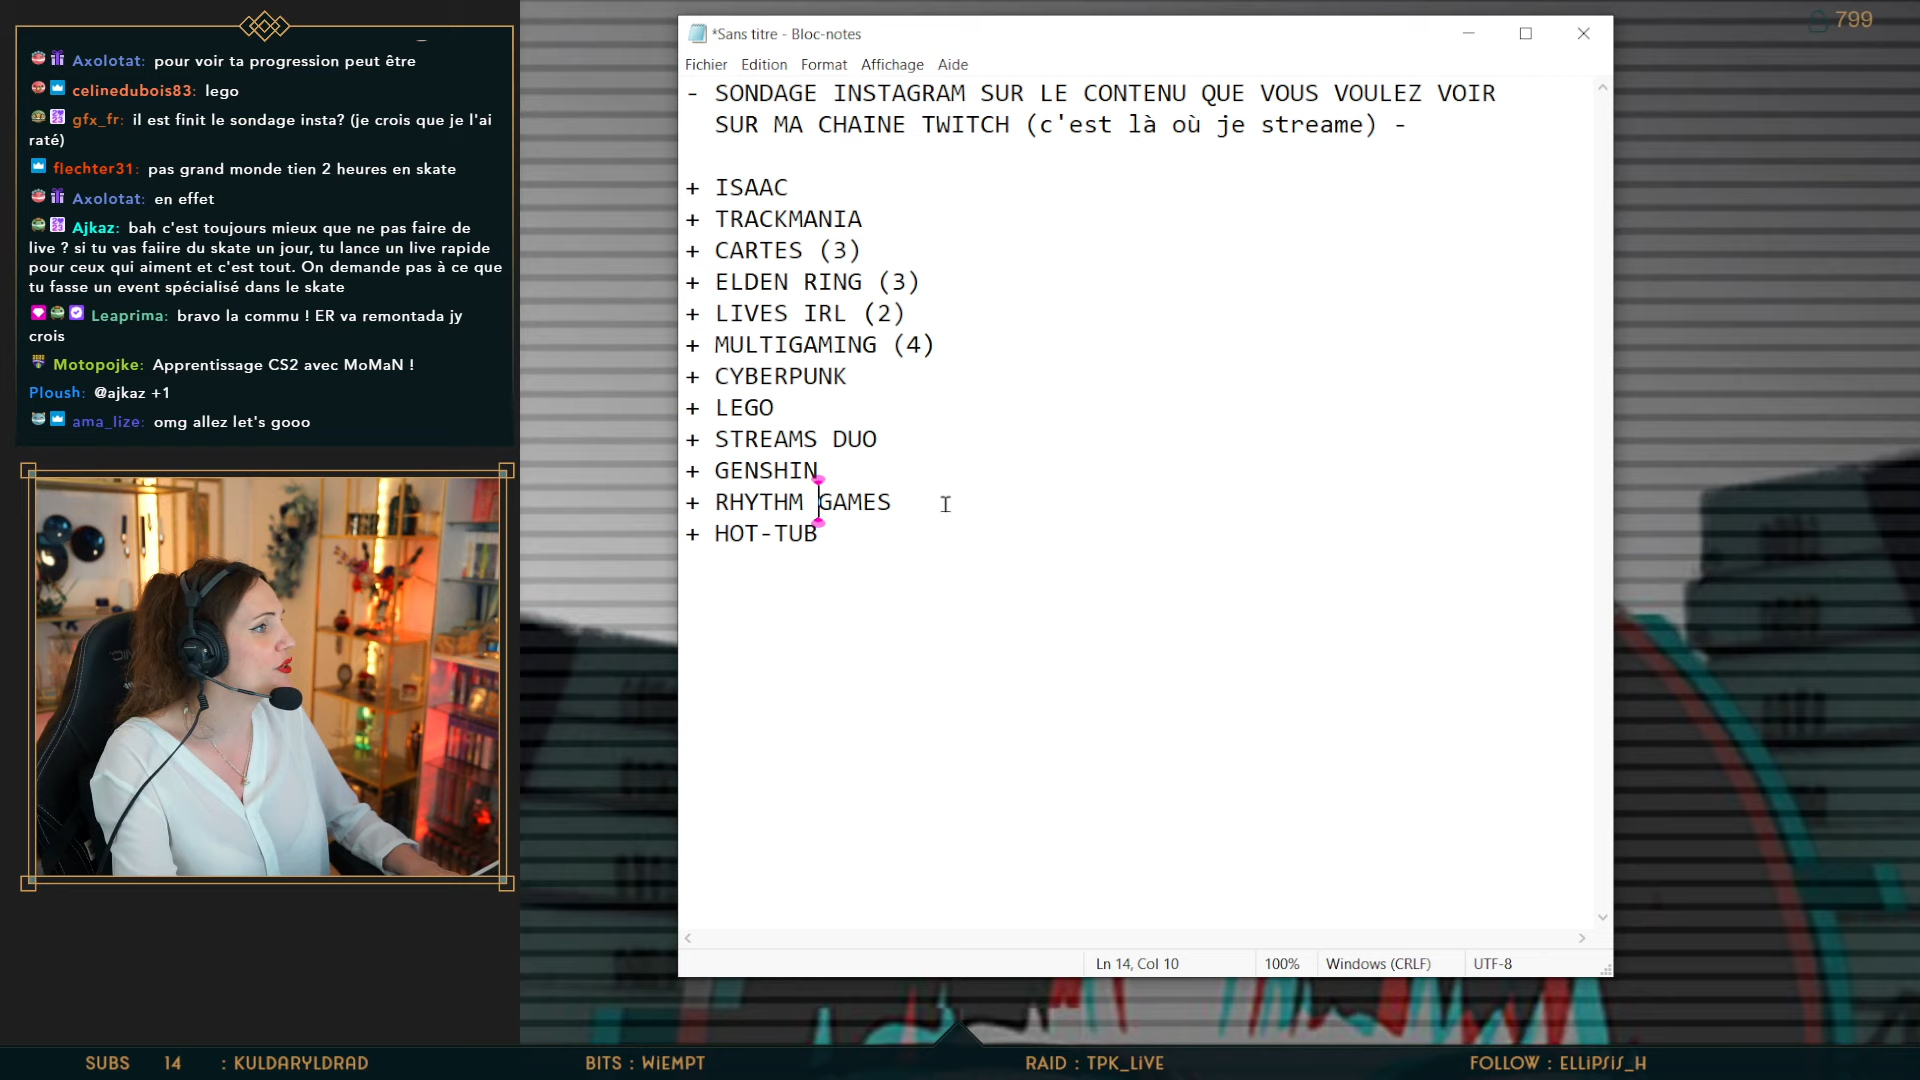 Axolotat: pour voir ta progression peut être
celinedubois83: lego
gfx_fr: il est finit le sondage insta? (je crois que je l'ai
raté)
flechter31: pas grand monde tien 2 heures en skate
Axolotat: en effet
Ajkaz: bah c'est toujours mieux que ne pas faire de
live ? si tu vas faiire du skate un jour, tu lance un live rapide
pour ceux qui aiment et c'est tout. On demande pas à ce que
tu fasse un event spécialisé dans le skate
Leaprima: bravo la commu ! ER va remontada jy
crois
Motopojke: Apprentissage CS2 avec MoMaN !
Ploush: @ajkaz +1
ama_lize: omg allez let's gooo
*Sans titre - Bloc-notes
Fichier Edition Format Affichage Aide
- SONDAGE INSTAGRAM SUR LE CONTENU QUE VOUS VOULEZ VOIR
SUR MA CHAINE TWITCH (c'est là où je streame) -
+ ISAAC
+ TRACKMANIA
+ CARTES (3)
+ ELDEN RING (3)
+ LIVES IRL (2)
+ MULTIGAMING (4)
+ CYBERPUNK
+ LEGO
+ STREAMS DUO
+ GENSHIN
+ RHYTHM GAMES
+ HOT-TUB
Ln 14, Col 10 100% Windows (CRLF) UTF-8
799
SUBS 14 : KULDARYLDRAD BITS : WIEMPT RAID : TPK_LIVE FOLLOW : ELLIPSIS_H